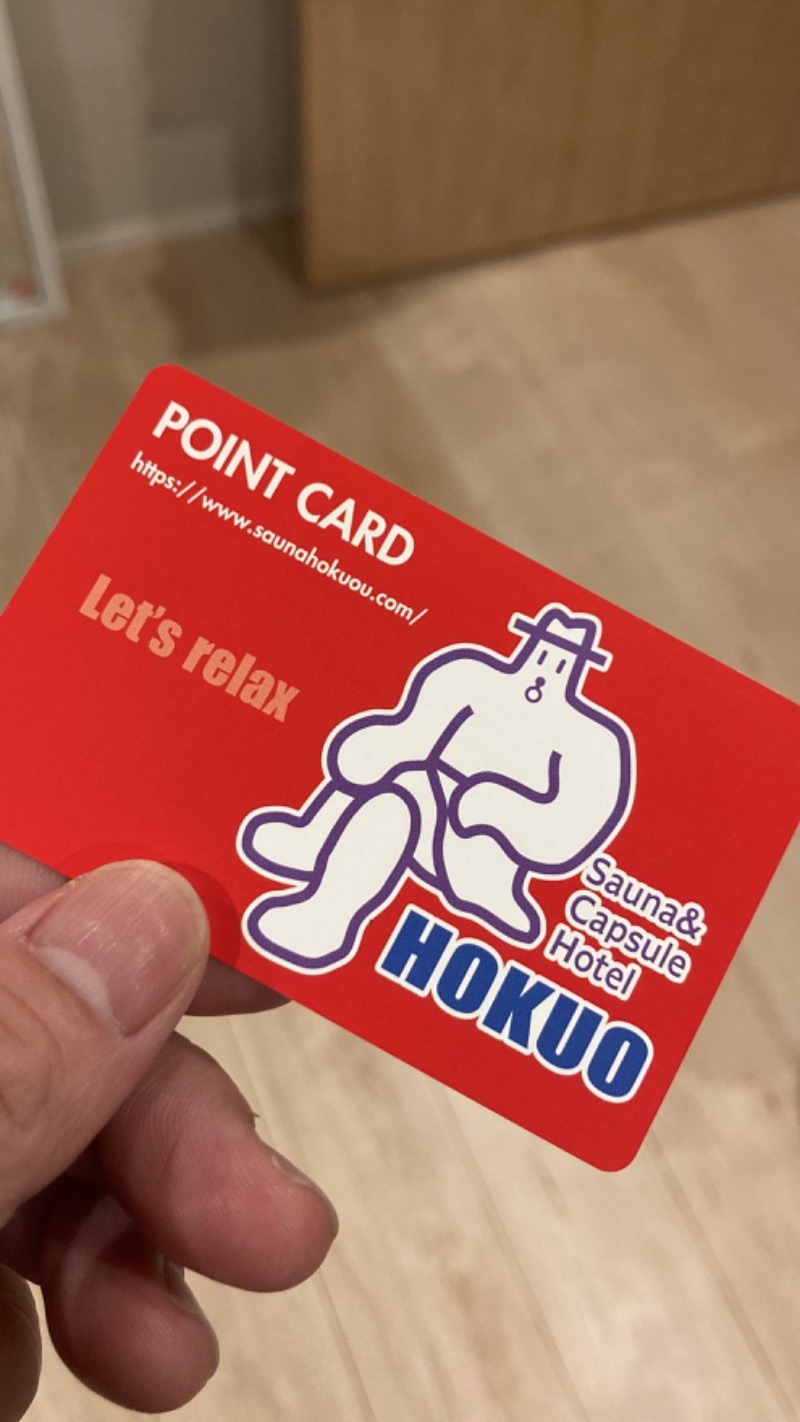 POINT CARD
https://www.saunahokuou.com/
Let's relax
Sauna&
Capsule
Hotel
HOKUO